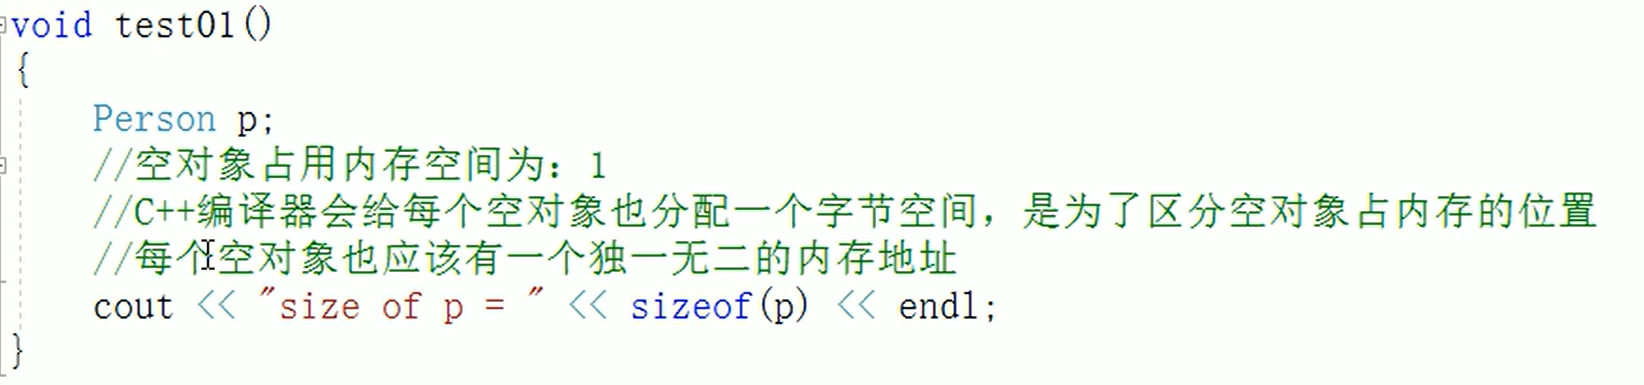 void test01()
{
Person p;
//空对象占用内存空间为：1
//C++编译器会给每个空对象也分配一个字节空间，是为了区分空对象占内存的位置
//每个空对象也应该有一个独一无二的内存地址
cout << "size of p = " << sizeof(p) << endl;
}